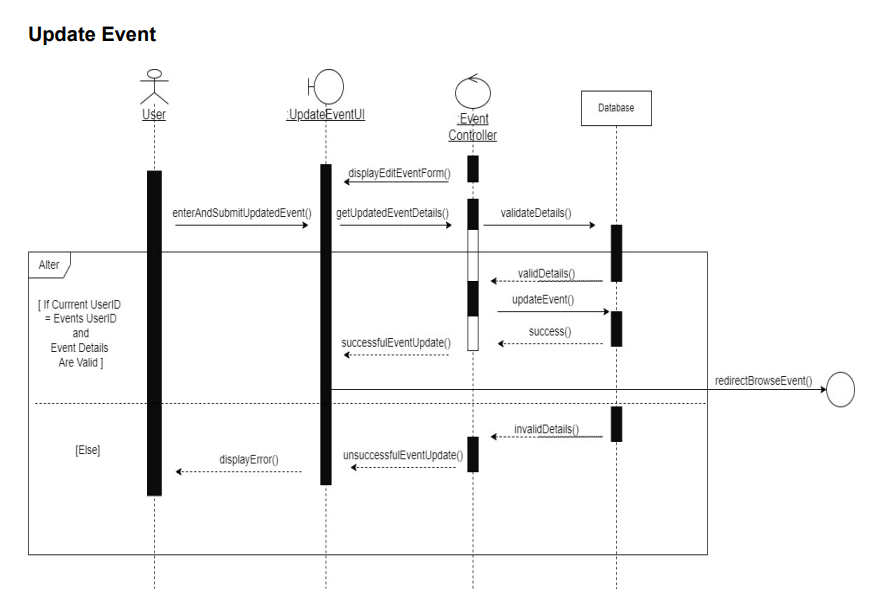 Update Event
User
:UpdateEventUI
:Event
Controller
Database
displayEditEventForm()
enterAndSubmitUpdatedEvent()
getUpdatedEventDetails()
validateDetails()
Alter
[ If Currrent UserID
= Events UserID
and
Event Details
Are Valid ]
validDetails()
updateEvent()
success()
successfulEventUpdate()
redirectBrowseEvent()
[Else]
invalidDetails()
unsuccessfulEventUpdate()
displayError()